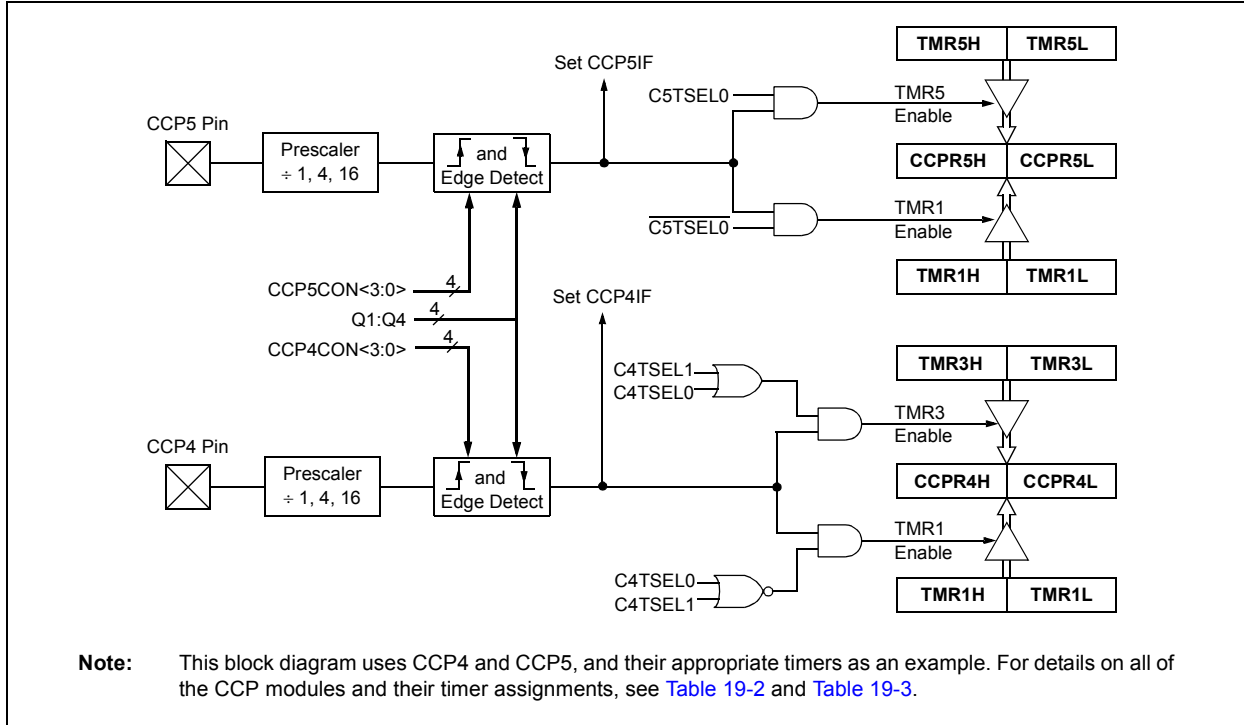 TMR5H TMR5L
Set CCP5IF
C5TSEL0
TMR5
Enable
CCP5 Pin
Prescaler
÷ 1, 4, 16
and
Edge Detect
CCPR5H CCPR5L
C5TSEL0
TMR1
Enable
TMR1H TMR1L
CCP5CON<3:0> 4
Q1:Q4 4
CCP4CON<3:0> 4
Set CCP4IF
TMR3H TMR3L
C4TSEL1
C4TSEL0
TMR3
Enable
CCP4 Pin
Prescaler
÷ 1, 4, 16
and
Edge Detect
CCPR4H CCPR4L
TMR1
Enable
C4TSEL0
C4TSEL1
TMR1H TMR1L
Note: This block diagram uses CCP4 and CCP5, and their appropriate timers as an example. For details on all of
the CCP modules and their timer assignments, see Table 19-2 and Table 19-3.